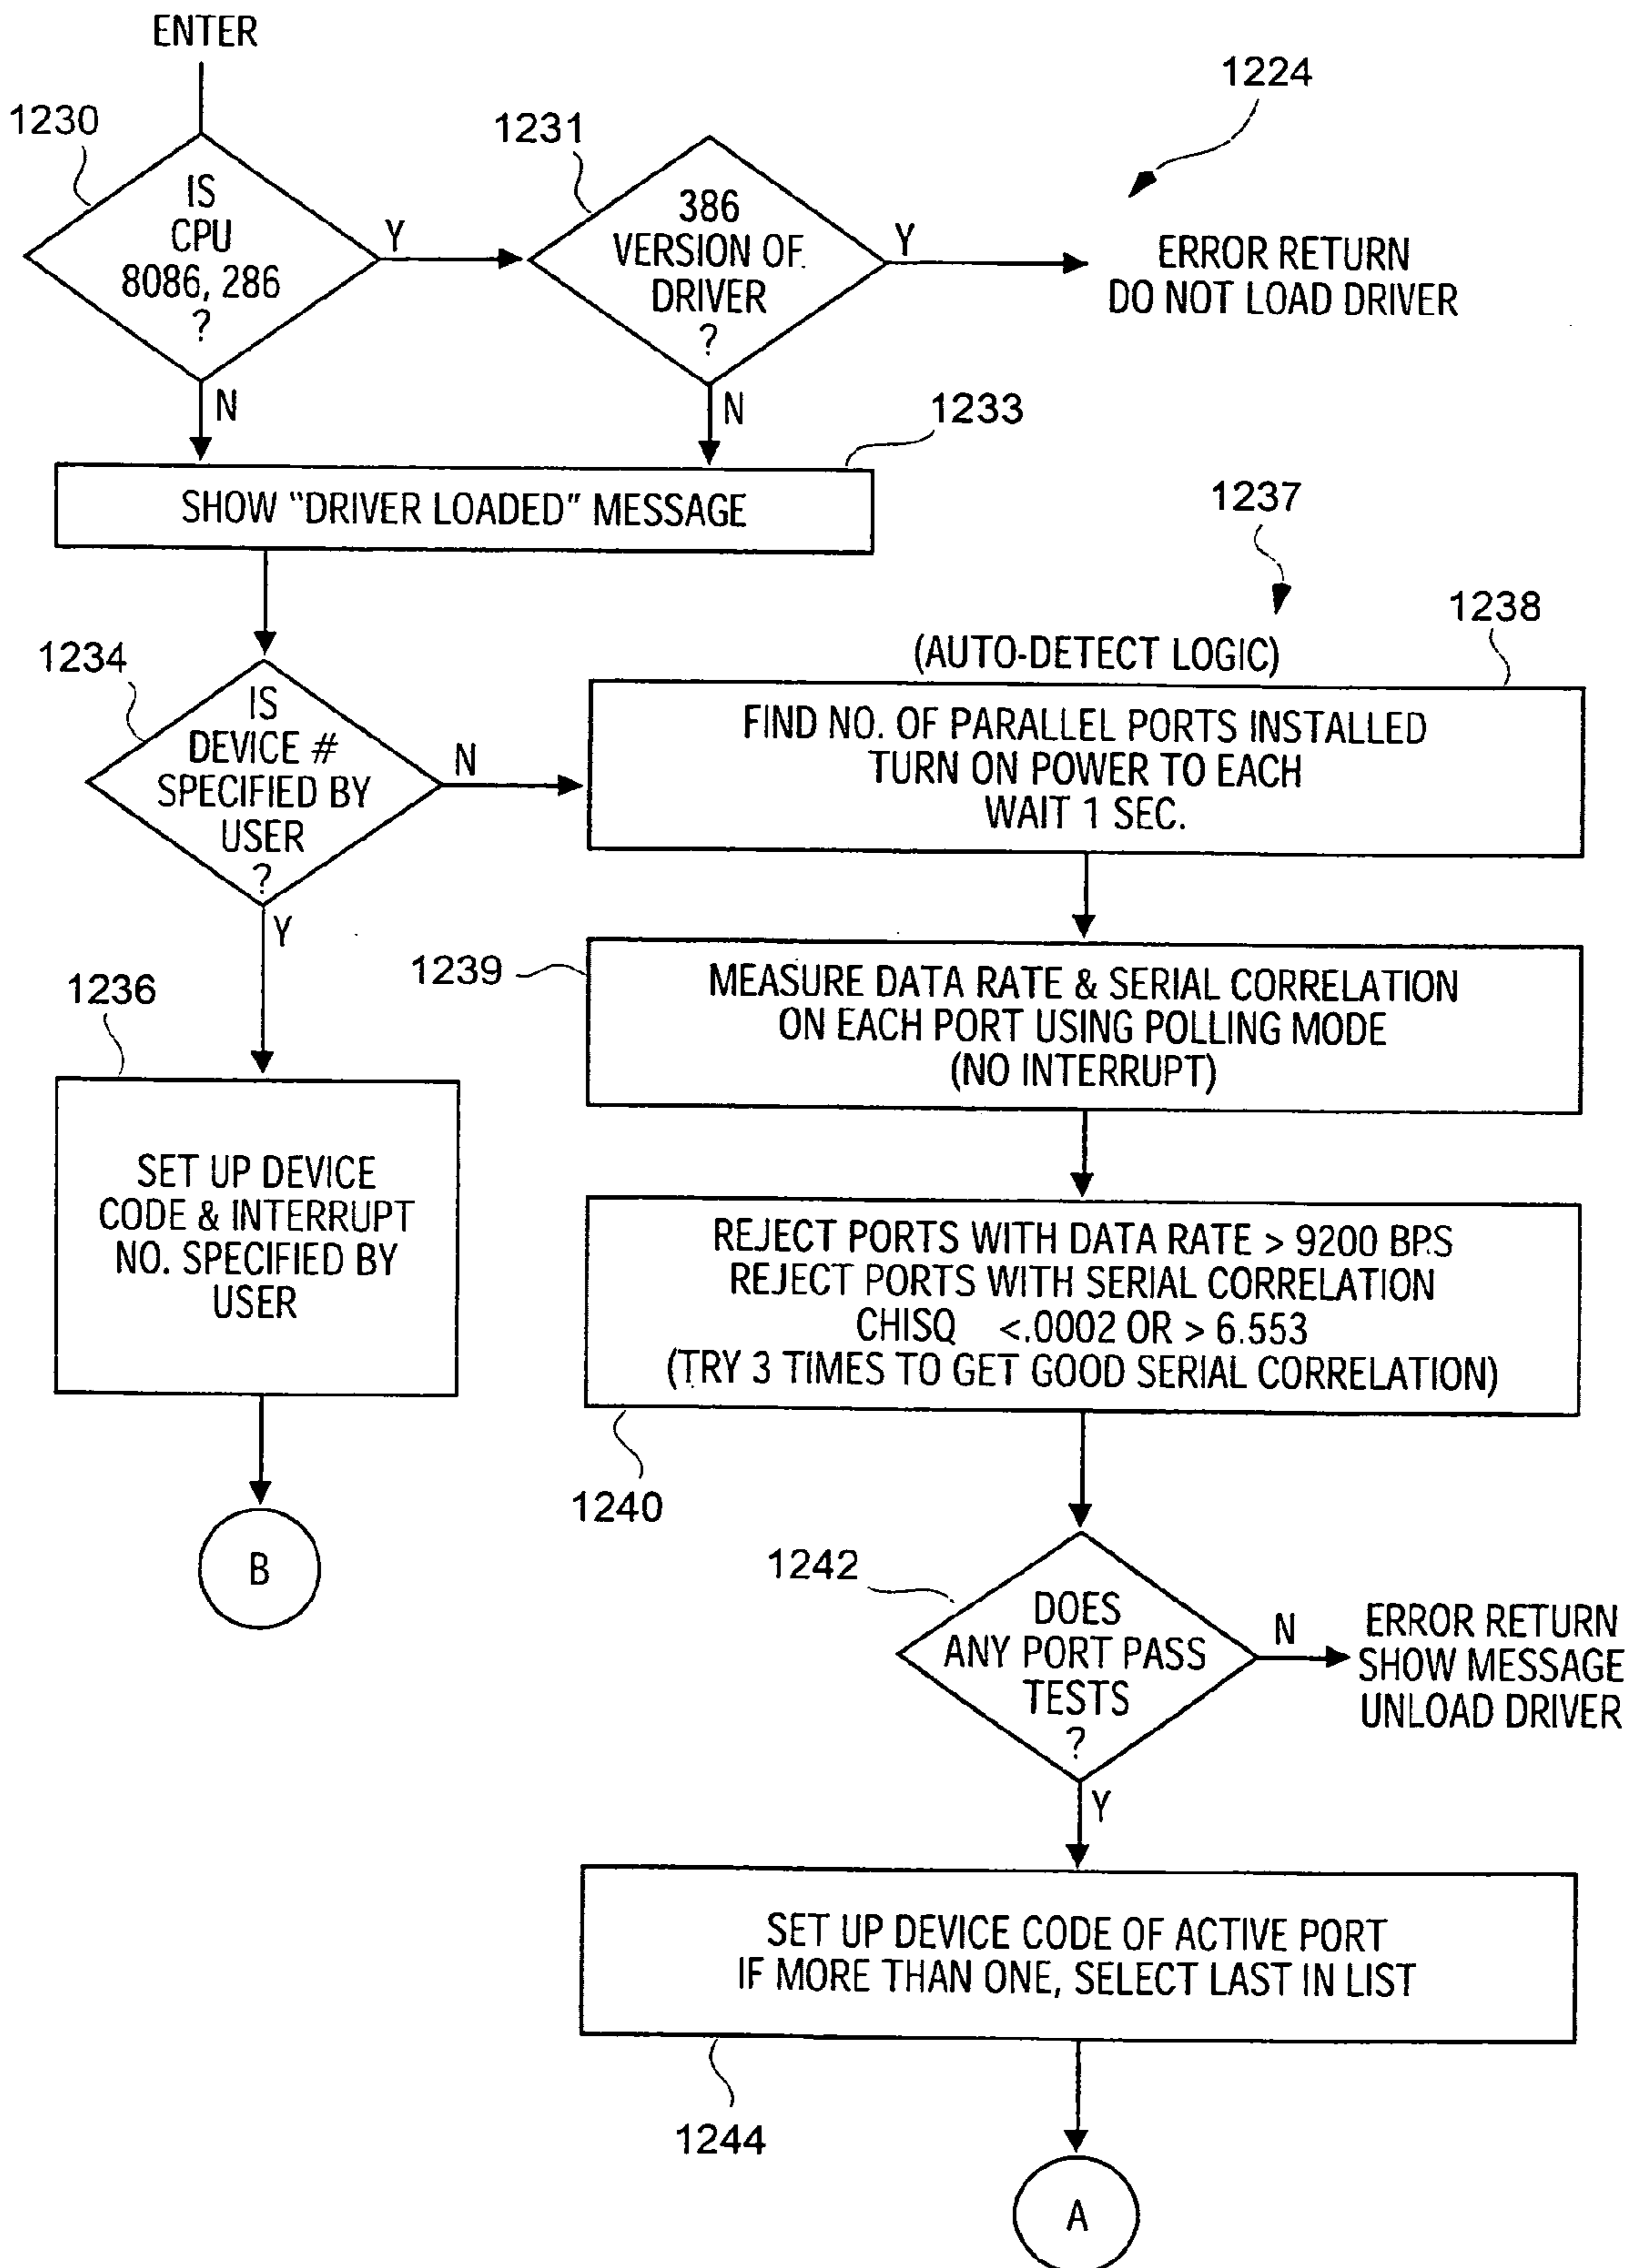 ENTER
1224
1230
1231
IS
CPU
8086, 286
?
Y
386
VERSION OF
DRIVER
?
Y
ERROR RETURN
DO NOT LOAD DRIVER
N
N
1233
SHOW "DRIVER LOADED" MESSAGE
1237
1238
1234
(AUTO-DETECT LOGIC)
IS
DEVICE #
SPECIFIED BY
USER
?
N
FIND NO. OF PARALLEL PORTS INSTALLED
TURN ON POWER TO EACH
WAIT 1 SEC.
Y
1239
MEASURE DATA RATE & SERIAL CORRELATION
ON EACH PORT USING POLLING MODE
(NO INTERRUPT)
1236
SET UP DEVICE
CODE & INTERRUPT
NO. SPECIFIED BY
USER
REJECT PORTS WITH DATA RATE > 9200 BPS
REJECT PORTS WITH SERIAL CORRELATION
CHISQ <.0002 OR > 6.553
(TRY 3 TIMES TO GET GOOD SERIAL CORRELATION)
1240
B
1242
DOES
ANY PORT PASS
TESTS
?
N
ERROR RETURN
SHOW MESSAGE
UNLOAD DRIVER
Y
SET UP DEVICE CODE OF ACTIVE PORT
IF MORE THAN ONE, SELECT LAST IN LIST
1244
A